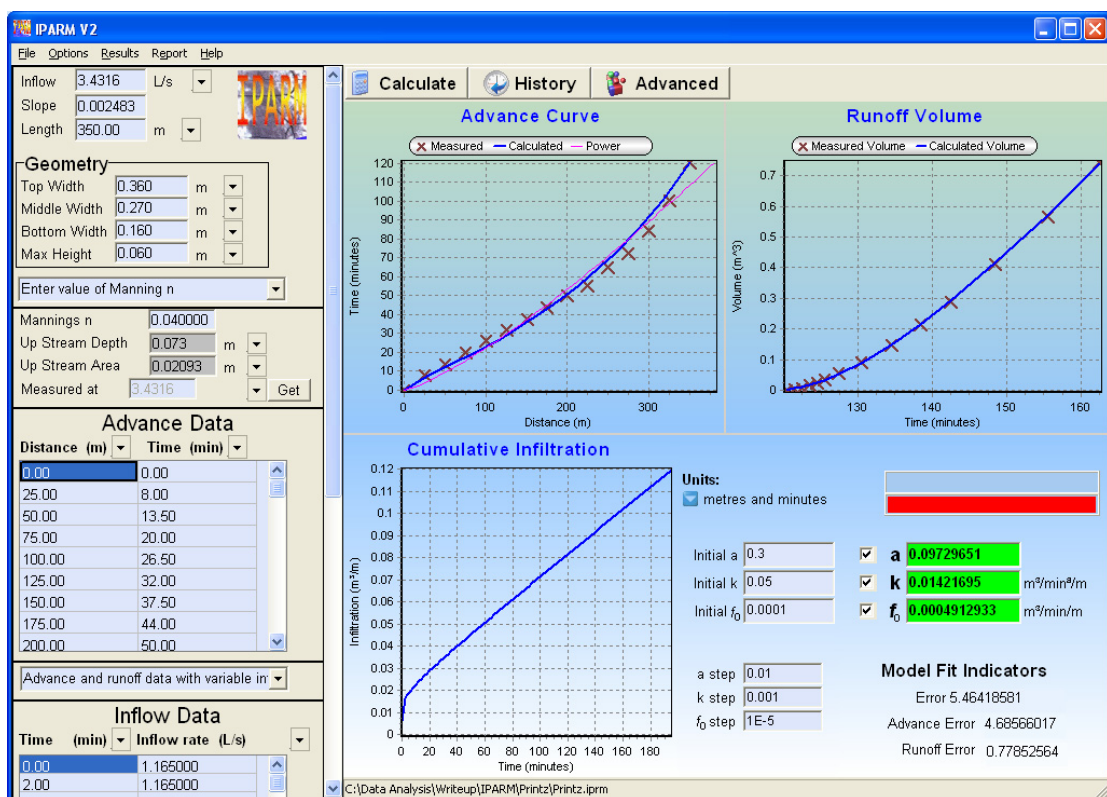 IPARM V2
File Options Results Report Help
Inflow 3.4316 L/s
Slope 0.002483
Length 350.00 m
IPARM
Geometry
Top Width 0.360 m
Middle Width 0.270 m
Bottom Width 0.160 m
Max Height 0.060 m
Enter value of Manning n
Mannings n 0.040000
Up Stream Depth 0.073 m
Up Stream Area 0.02093 m
Measured at 3.4316 Get
Advance Data
Distance (m) Time (min)
0.00 0.00
25.00 8.00
50.00 13.50
75.00 20.00
100.00 26.50
125.00 32.00
150.00 37.50
175.00 44.00
200.00 50.00
Advance and runoff data with variable in
Inflow Data
Time (min) Inflow rate (L/s)
0.00 1.165000
2.00 1.165000
Calculate History Advanced
Advance Curve
Measured Calculated Power
120
110
100
90
80
70
60
50
40
30
20
10
0
Time (minutes)
0 100 200 300
Distance (m)
Runoff Volume
Measured Volume Calculated Volume
0.7
0.6
0.5
0.4
0.3
0.2
0.1
0
Volume (m^3)
130 140 150 160
Time (minutes)
Cumulative Infiltration
0.12
0.11
0.1
0.09
0.08
0.07
0.06
0.05
0.04
0.03
0.02
0.01
0
Infiltration (m³/m)
0 20 40 60 80 100 120 140 160 180
Time (minutes)
Units:
metres and minutes
Initial a 0.3 a 0.09729651
Initial k 0.05 k 0.01421695 m³/minª/m
Initial f0 0.0001 f0 0.0004912933 m³/min/m
a step 0.01
k step 0.001
f0 step 1E-5
Model Fit Indicators
Error 5.46418581
Advance Error 4.68566017
Runoff Error 0.77852564
C:\Data Analysis\Writeup\IPARM\Printz\Printz.iprm